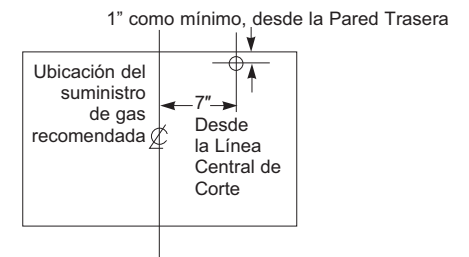 1” como mínimo, desde la Pared Trasera
Ubicación del
suministro
de gas
recomendada
℄
7″
Desde
la Línea
Central de
Corte